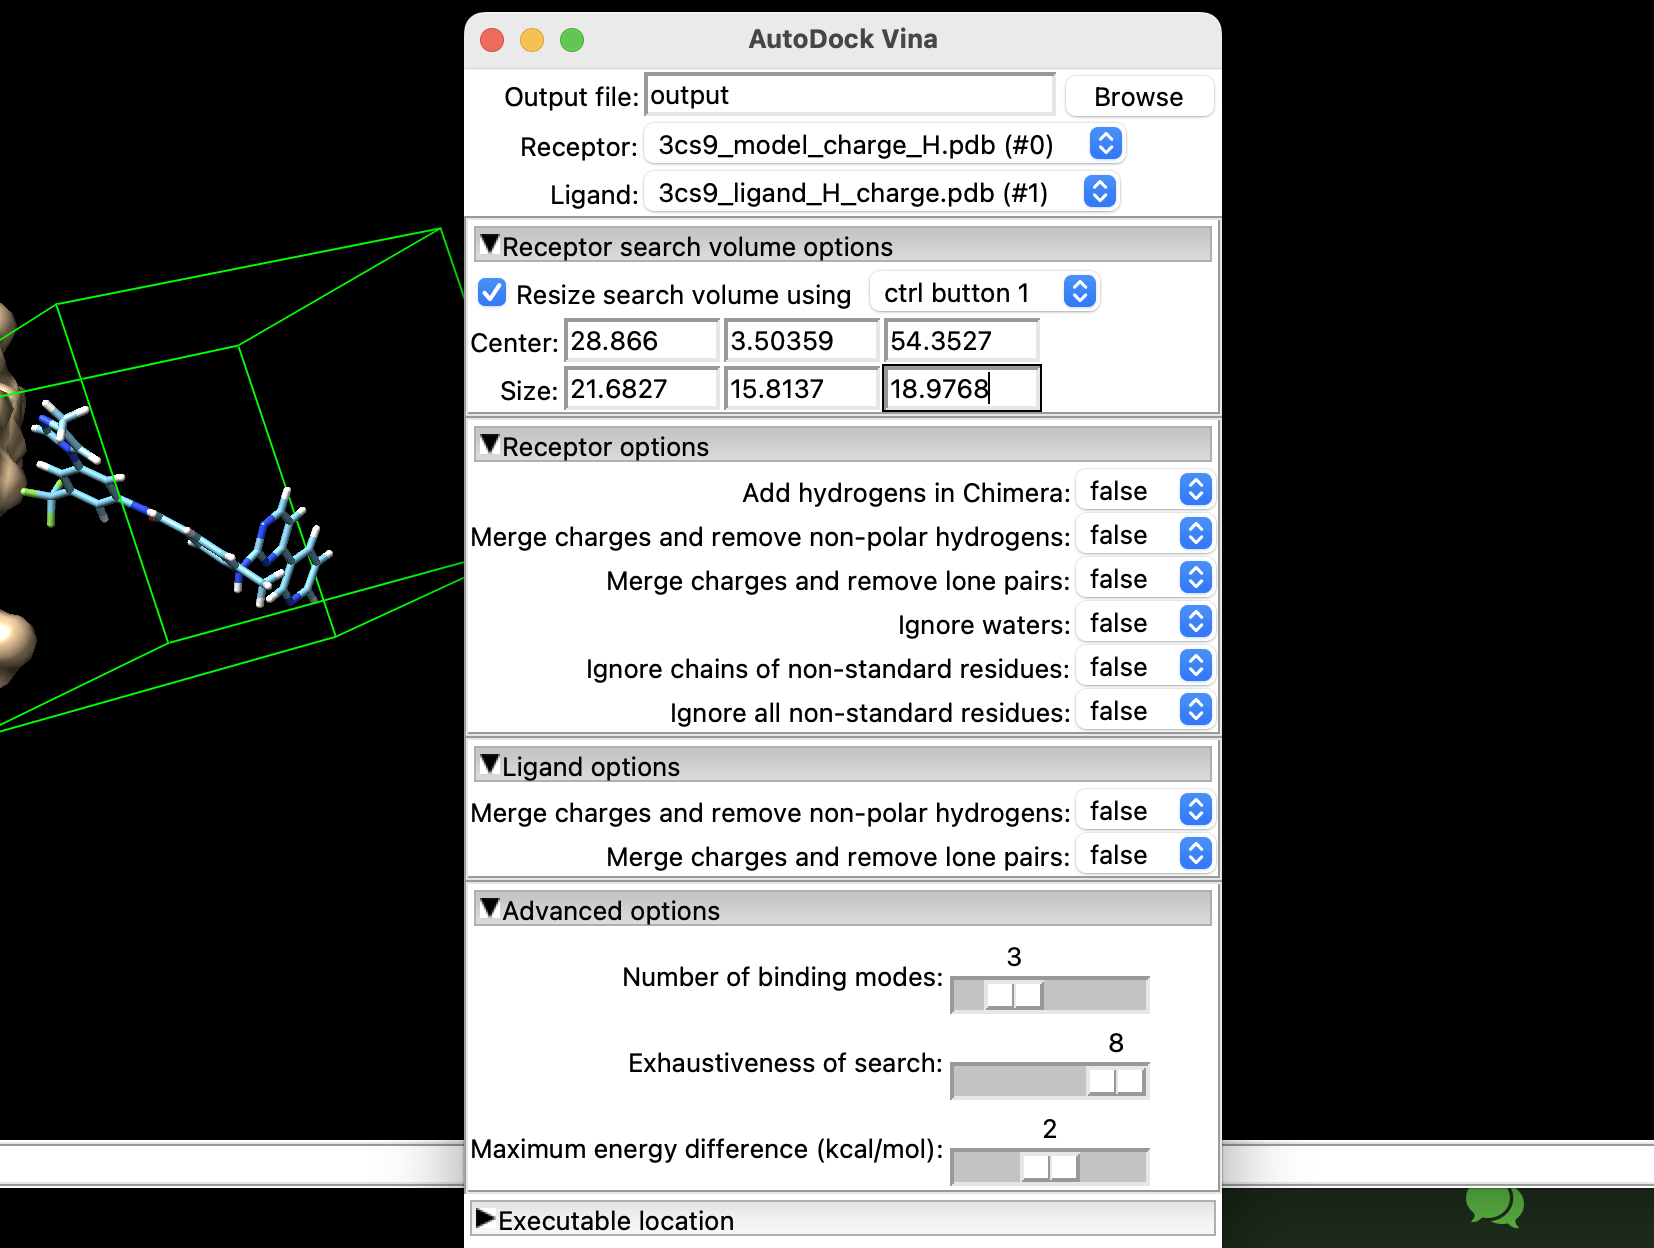 AutoDock Vina
Output file: output Browse
Receptor: 3cs9_model_charge_H.pdb (#0)
Ligand: 3cs9_ligand_H_charge.pdb (#1)
Receptor search volume options
Resize search volume using ctrl button 1
Center: 28.866 3.50359 54.3527
Size: 21.6827 15.8137 18.9768
Receptor options
Add hydrogens in Chimera: false
Merge charges and remove non-polar hydrogens: false
Merge charges and remove lone pairs: false
Ignore waters: false
Ignore chains of non-standard residues: false
Ignore all non-standard residues: false
Ligand options
Merge charges and remove non-polar hydrogens: false
Merge charges and remove lone pairs: false
Advanced options
3
Number of binding modes:
8
Exhaustiveness of search:
2
Maximum energy difference (kcal/mol):
Executable location